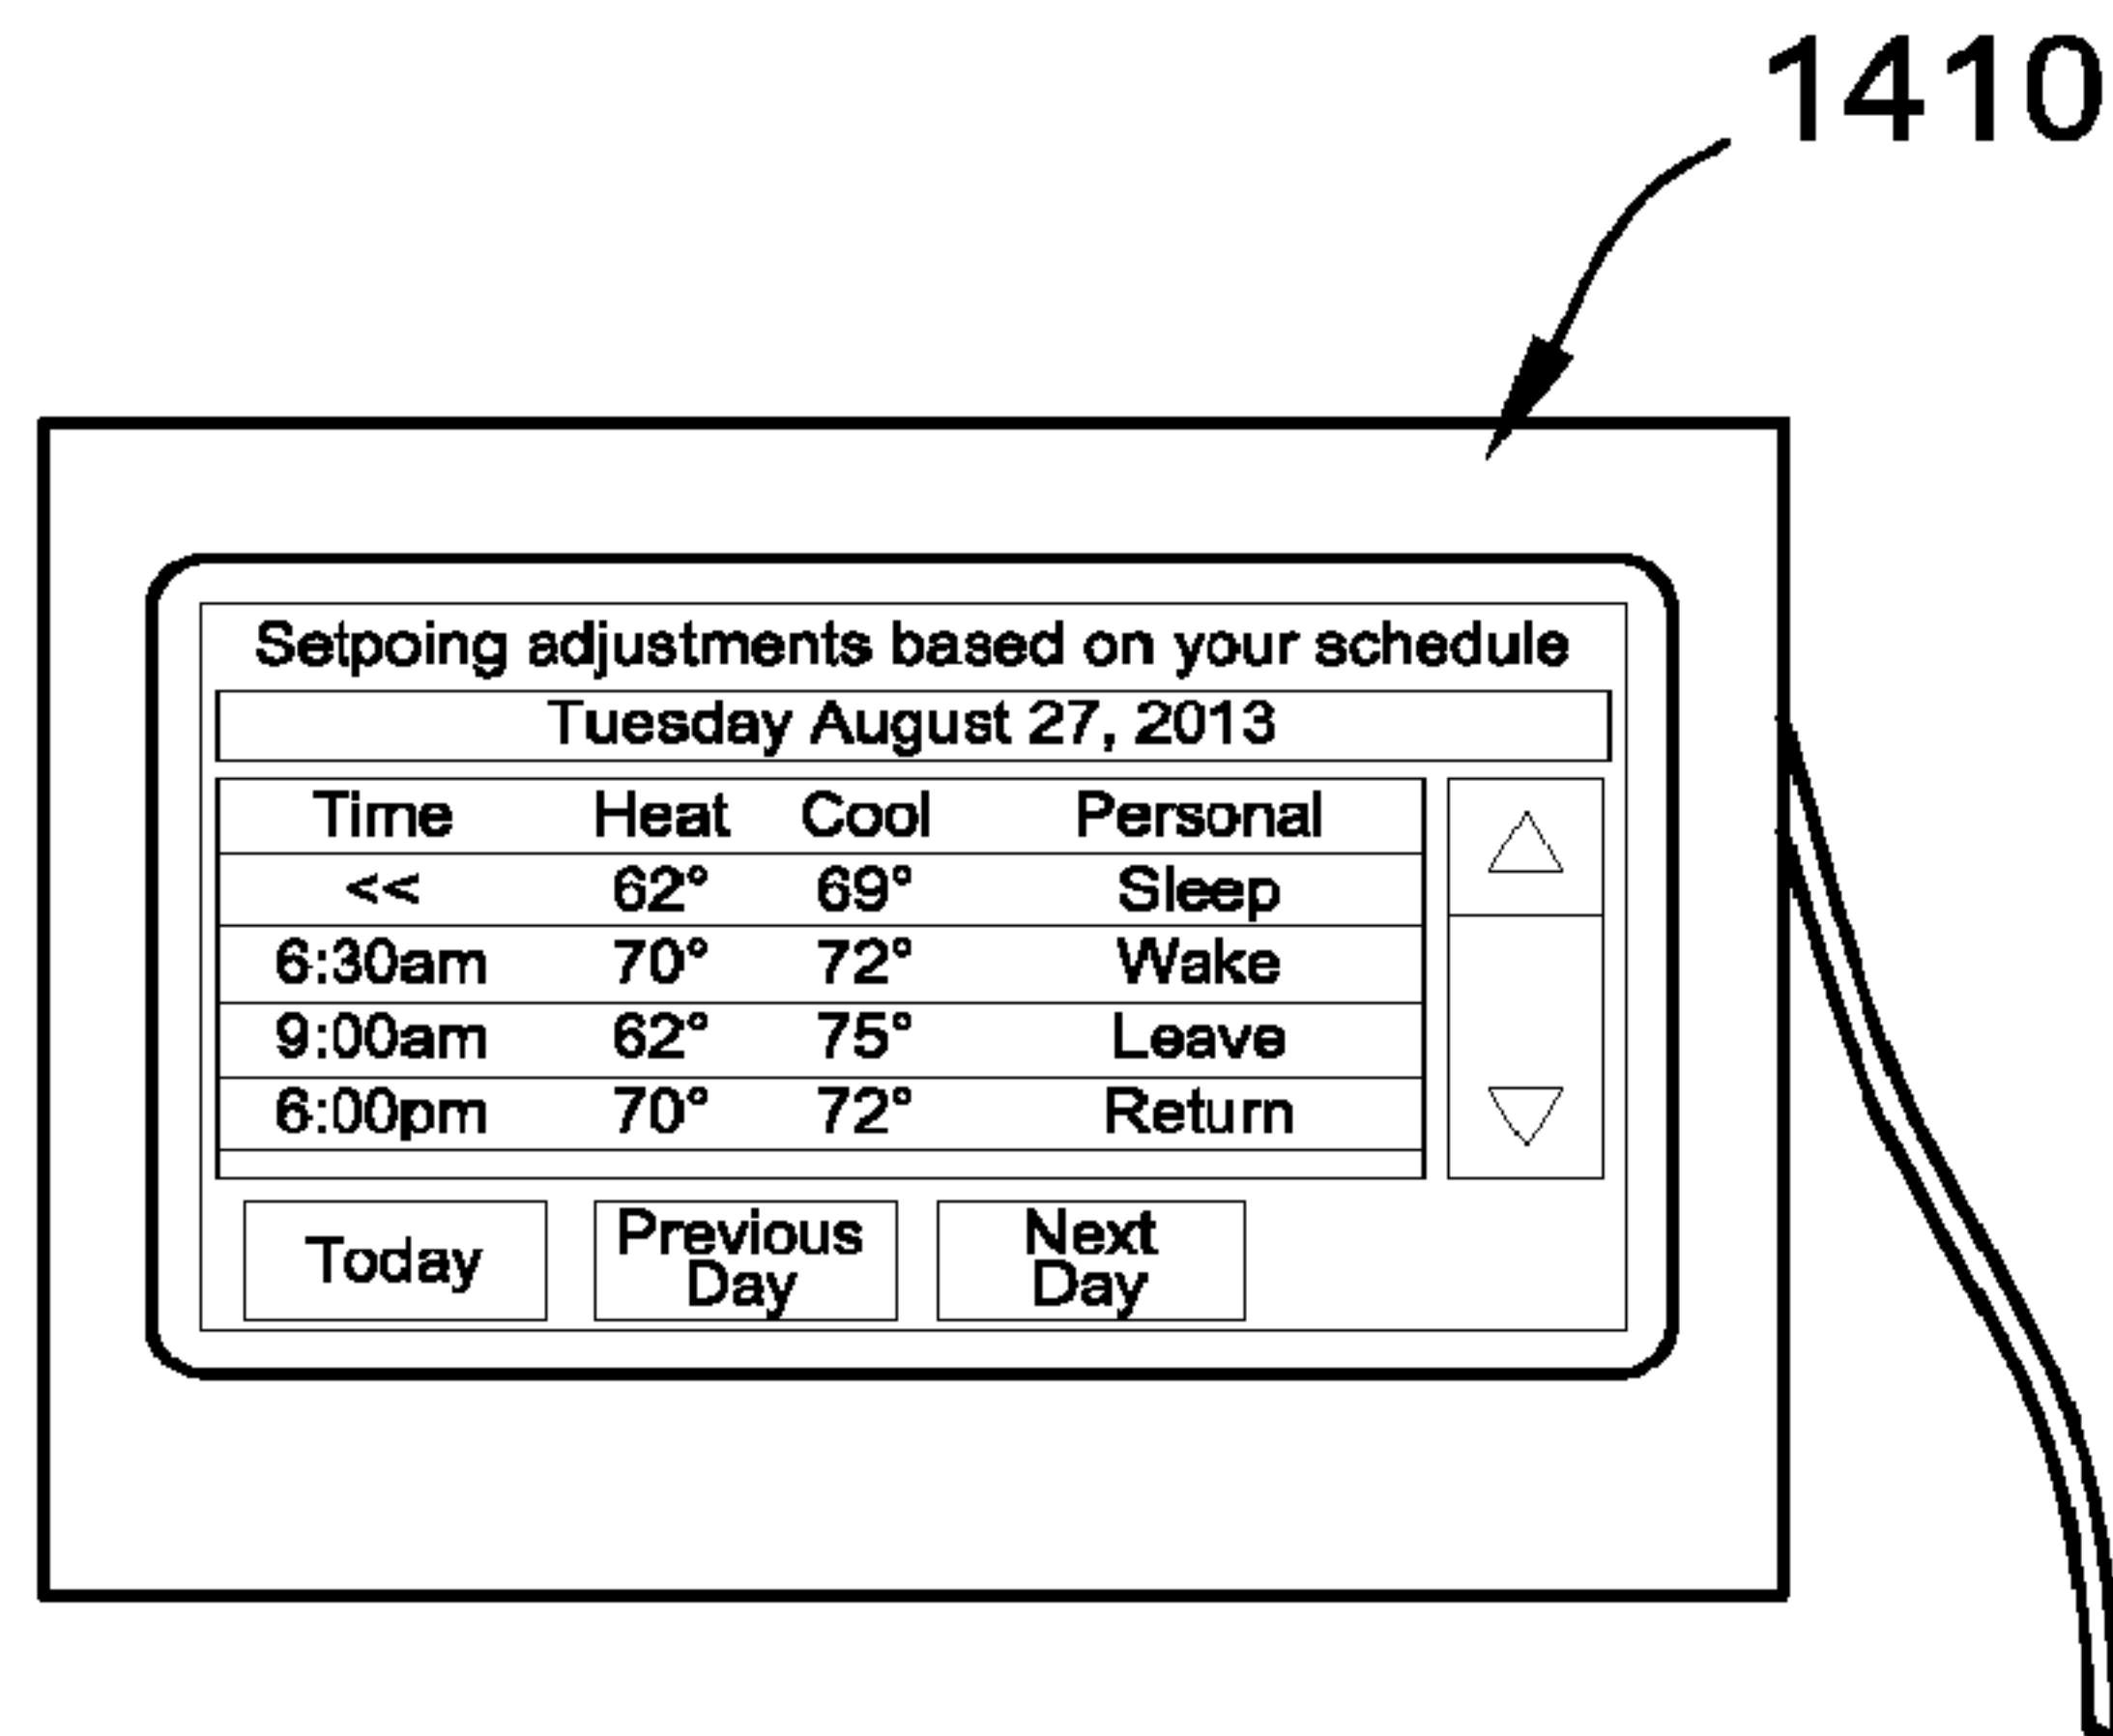 1410
Setpoing adjustments based on your schedule
Tuesday August 27, 2013
Time Heat Cool Personal
<< 62° 69° Sleep
6:30am 70° 72° Wake
9:00am 62° 75° Leave
6:00pm 70° 72° Return
Today Previous Day Next Day